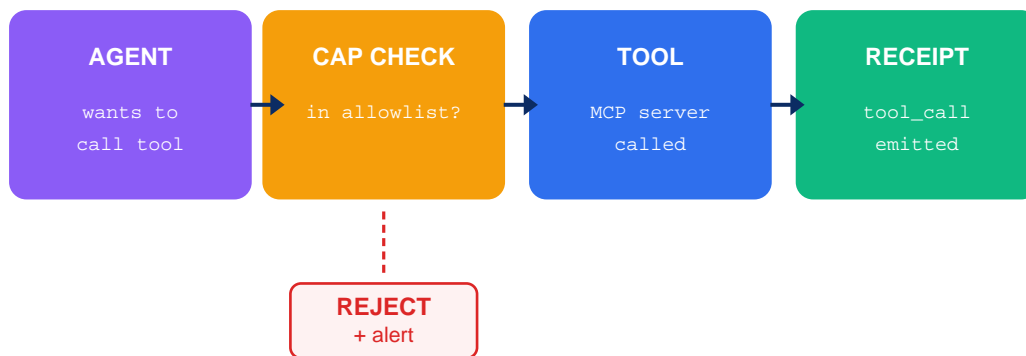 AGENT
wants to
call tool
CAP CHECK
in allowlist?
TOOL
MCP server
called
RECEIPT
tool_call
emitted
REJECT
+ alert